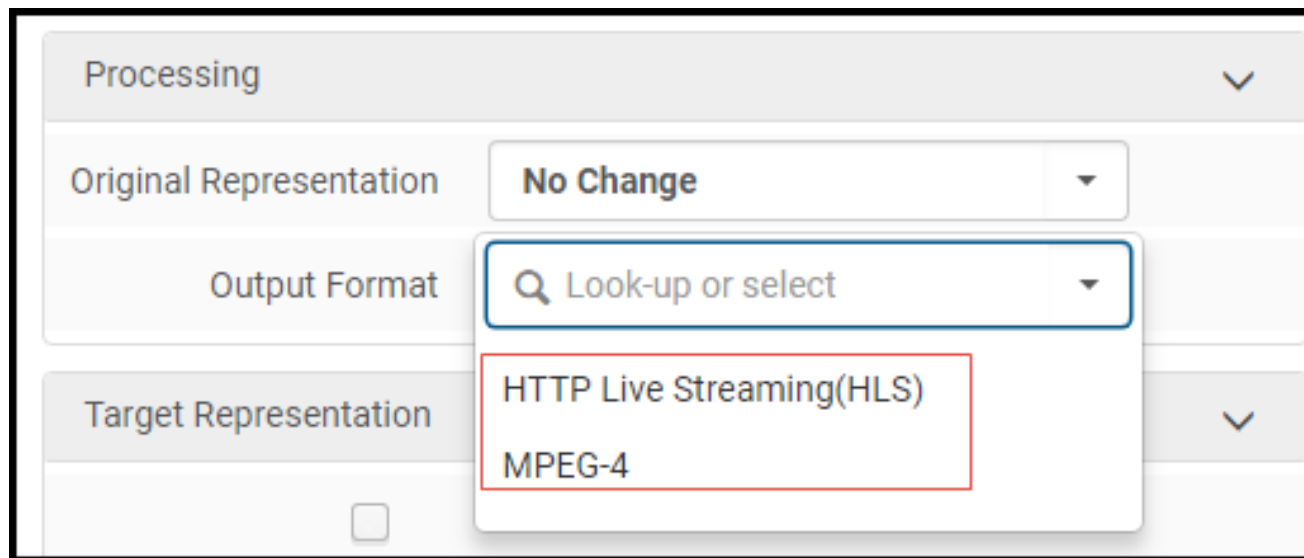 Processing
Original Representation No Change
Output Format Look-up or select
HTTP Live Streaming(HLS)
Target Representation
MPEG-4